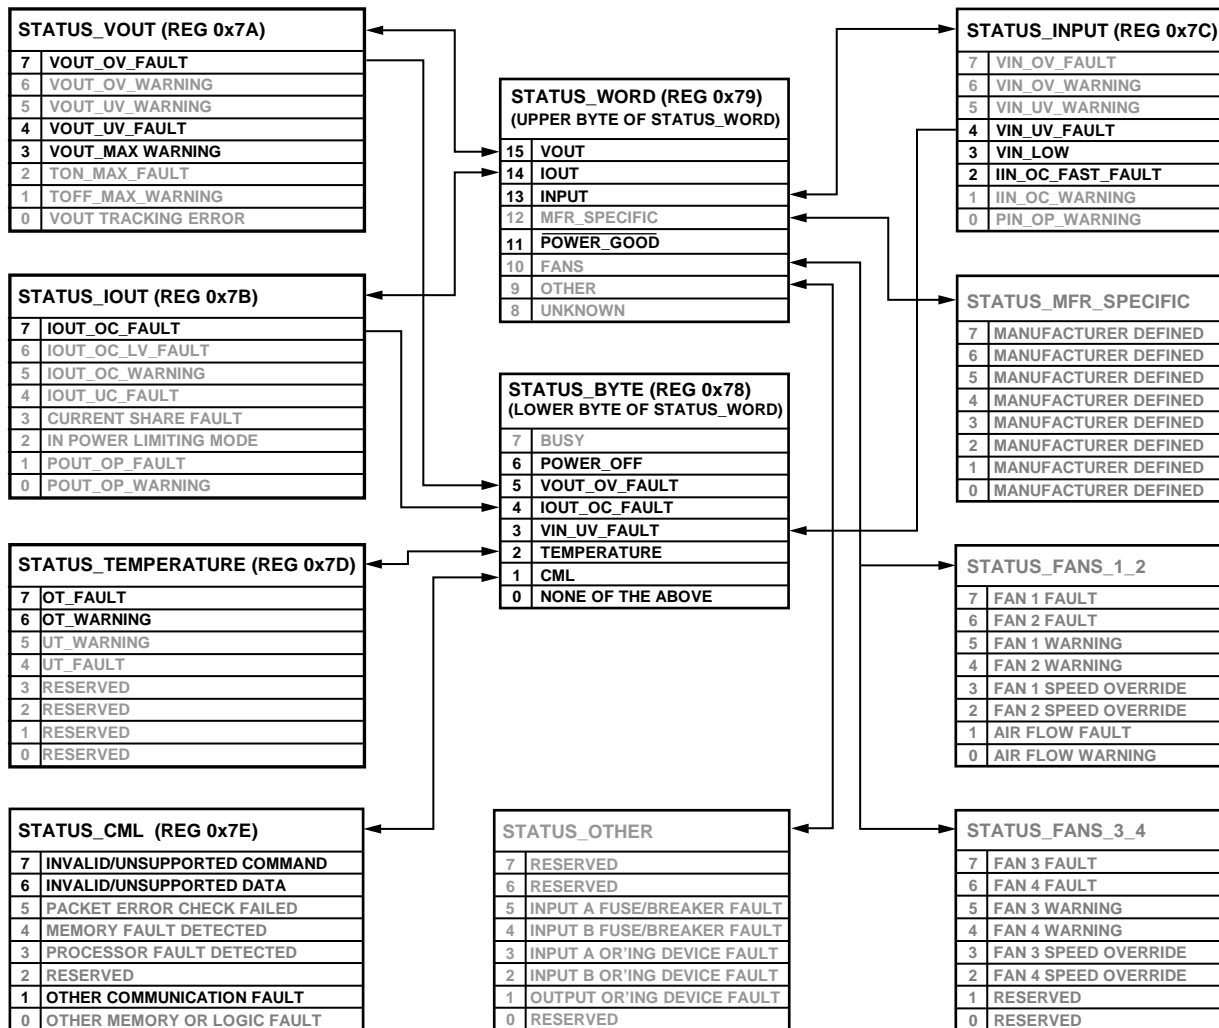 STATUS_VOUT (REG 0x7A)
7 VOUT_OV_FAULT
6 VOUT_OV_WARNING
5 VOUT_UV_WARNING
4 VOUT_UV_FAULT
3 VOUT_MAX WARNING
2 TON_MAX_FAULT
1 TOFF_MAX_WARNING
0 VOUT TRACKING ERROR
STATUS_IOUT (REG 0x7B)
7 IOUT_OC_FAULT
6 IOUT_OC_LV_FAULT
5 IOUT_OC_WARNING
4 IOUT_UC_FAULT
3 CURRENT SHARE FAULT
2 IN POWER LIMITING MODE
1 POUT_OP_FAULT
0 POUT_OP_WARNING
STATUS_TEMPERATURE (REG 0x7D)
7 OT_FAULT
6 OT_WARNING
5 UT_WARNING
4 UT_FAULT
3 RESERVED
2 RESERVED
1 RESERVED
0 RESERVED
STATUS_CML (REG 0x7E)
7 INVALID/UNSUPPORTED COMMAND
6 INVALID/UNSUPPORTED DATA
5 PACKET ERROR CHECK FAILED
4 MEMORY FAULT DETECTED
3 PROCESSOR FAULT DETECTED
2 RESERVED
1 OTHER COMMUNICATION FAULT
0 OTHER MEMORY OR LOGIC FAULT
STATUS_WORD (REG 0x79)
(UPPER BYTE OF STATUS_WORD)
15 VOUT
14 IOUT
13 INPUT
12 MFR_SPECIFIC
11 POWER_GOOD
10 FANS
9 OTHER
8 UNKNOWN
STATUS_BYTE (REG 0x78)
(LOWER BYTE OF STATUS_WORD)
7 BUSY
6 POWER_OFF
5 VOUT_OV_FAULT
4 IOUT_OC_FAULT
3 VIN_UV_FAULT
2 TEMPERATURE
1 CML
0 NONE OF THE ABOVE
STATUS_OTHER
7 RESERVED
6 RESERVED
5 INPUT A FUSE/BREAKER FAULT
4 INPUT B FUSE/BREAKER FAULT
3 INPUT A OR'ING DEVICE FAULT
2 INPUT B OR'ING DEVICE FAULT
1 OUTPUT OR'ING DEVICE FAULT
0 RESERVED
STATUS_INPUT (REG 0x7C)
7 VIN_OV_FAULT
6 VIN_OV_WARNING
5 VIN_UV_WARNING
4 VIN_UV_FAULT
3 VIN_LOW
2 IIN_OC_FAST_FAULT
1 IIN_OC_WARNING
0 PIN_OP_WARNING
STATUS_MFR_SPECIFIC
7 MANUFACTURER DEFINED
6 MANUFACTURER DEFINED
5 MANUFACTURER DEFINED
4 MANUFACTURER DEFINED
3 MANUFACTURER DEFINED
2 MANUFACTURER DEFINED
1 MANUFACTURER DEFINED
0 MANUFACTURER DEFINED
STATUS_FANS_1_2
7 FAN 1 FAULT
6 FAN 2 FAULT
5 FAN 1 WARNING
4 FAN 2 WARNING
3 FAN 1 SPEED OVERRIDE
2 FAN 2 SPEED OVERRIDE
1 AIR FLOW FAULT
0 AIR FLOW WARNING
STATUS_FANS_3_4
7 FAN 3 FAULT
6 FAN 4 FAULT
5 FAN 3 WARNING
4 FAN 4 WARNING
3 FAN 3 SPEED OVERRIDE
2 FAN 4 SPEED OVERRIDE
1 RESERVED
0 RESERVED